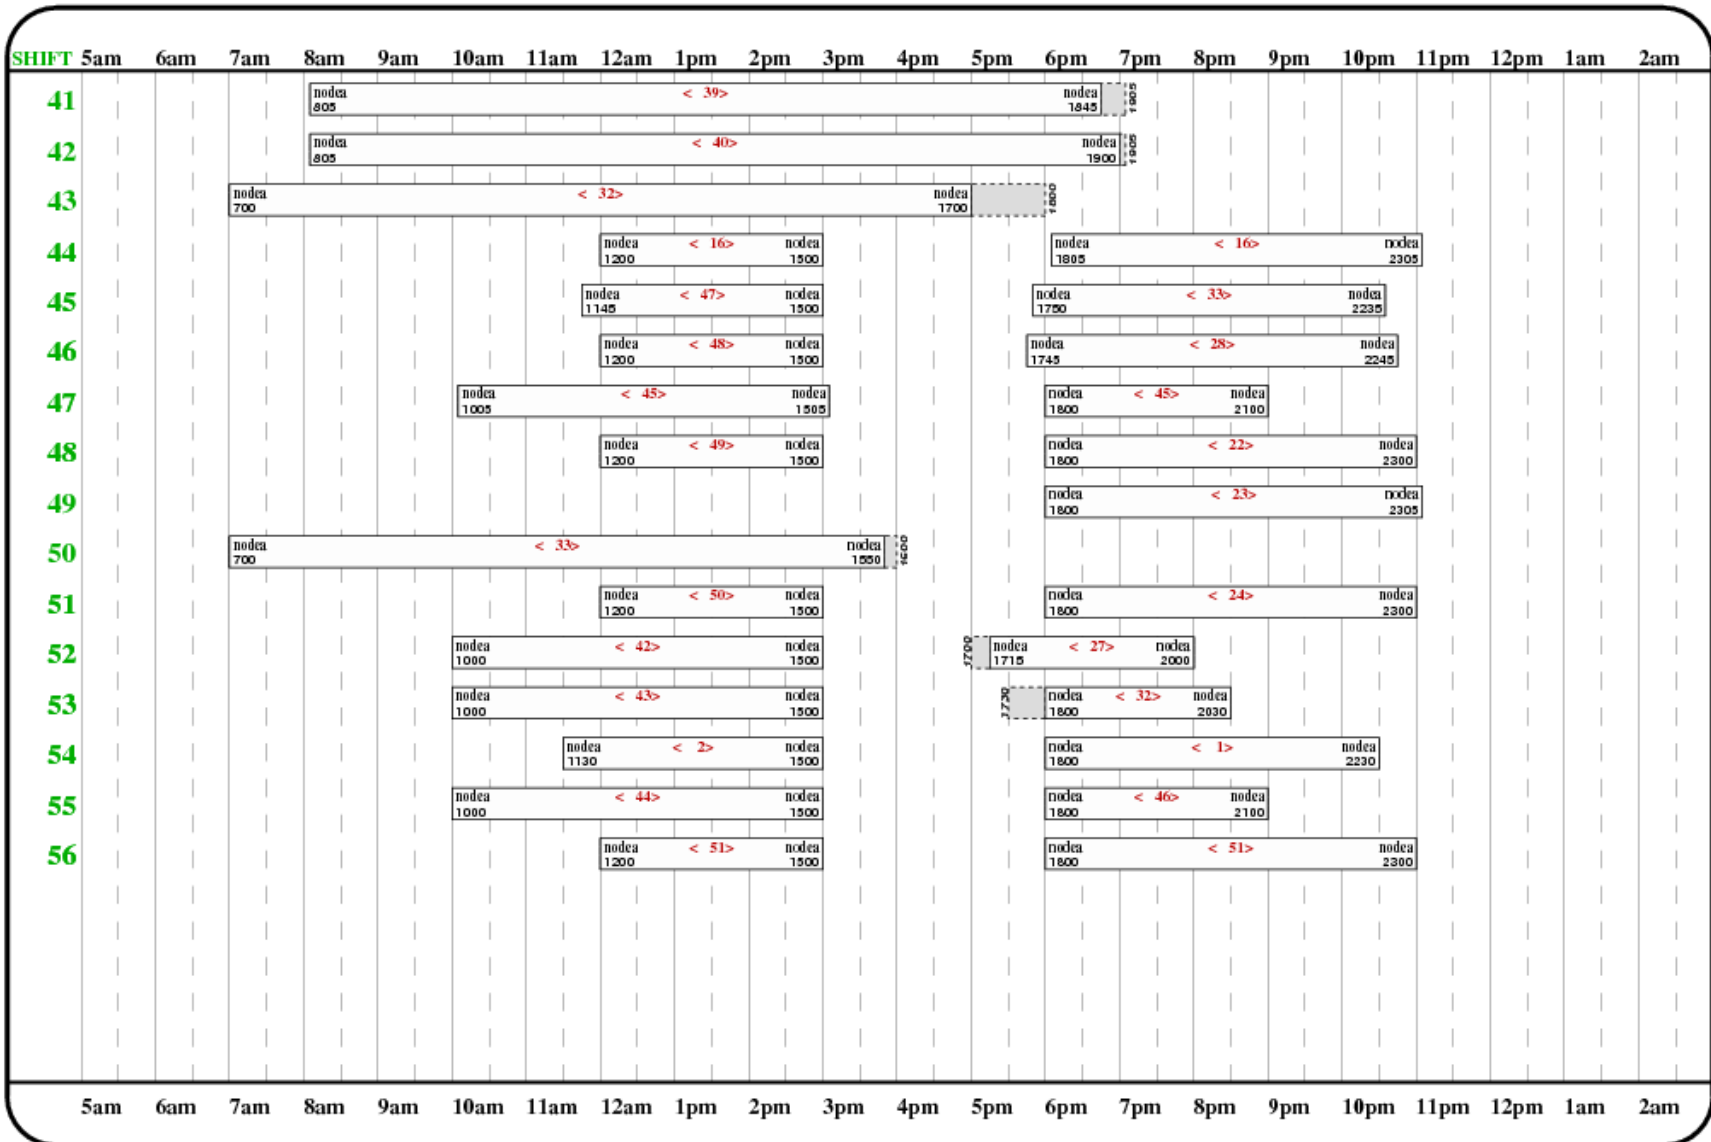 SHIFT 5am 6am 7am 8am 9am 10am 11am 12am 1pm 2pm 3pm 4pm 5pm 6pm 7pm 8pm 9pm 10pm 11pm 12pm 1am 2am
41 nodea < 39> nodea
805 1845 1905
42 nodea < 40> nodea
805 1900 1905
43 nodea < 32> nodea
700 1700 1800
44 nodea < 16> nodea nodea < 16> nodea
1200 1500 1805 2305
45 nodea < 47> nodea nodea < 33> nodea
1145 1500 1750 2235
46 nodea < 48> nodea nodea < 28> nodea
1200 1500 1745 2245
47 nodea < 45> nodea nodea < 45> nodea
1005 1505 1800 2100
48 nodea < 49> nodea nodea < 22> nodea
1200 1500 1800 2300
49 nodea < 23> nodea
1800 2305
50 nodea < 33> nodea
700 1550 1600
51 nodea < 50> nodea nodea < 24> nodea
1200 1500 1800 2300
52 nodea < 42> nodea nodea < 27> nodea
1000 1500 1700 1715 2000
53 nodea < 43> nodea nodea < 32> nodea
1000 1500 1730 1800 2030
54 nodea < 2> nodea nodea < 1> nodea
1130 1500 1800 2230
55 nodea < 44> nodea nodea < 46> nodea
1000 1500 1800 2100
56 nodea < 51> nodea nodea < 51> nodea
1200 1500 1800 2300
5am 6am 7am 8am 9am 10am 11am 12am 1pm 2pm 3pm 4pm 5pm 6pm 7pm 8pm 9pm 10pm 11pm 12pm 1am 2am